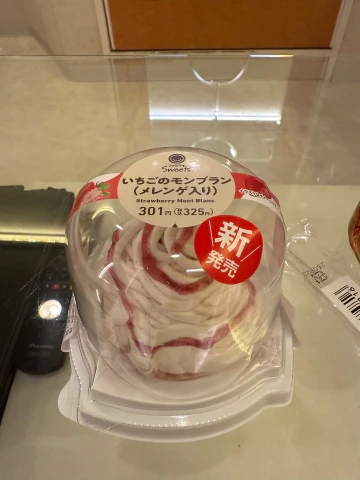 Sweets+
いちごのモンブラン
(メレンゲ入り)
Strawberry Mont Blanc
301円(税込325円)
新
発売